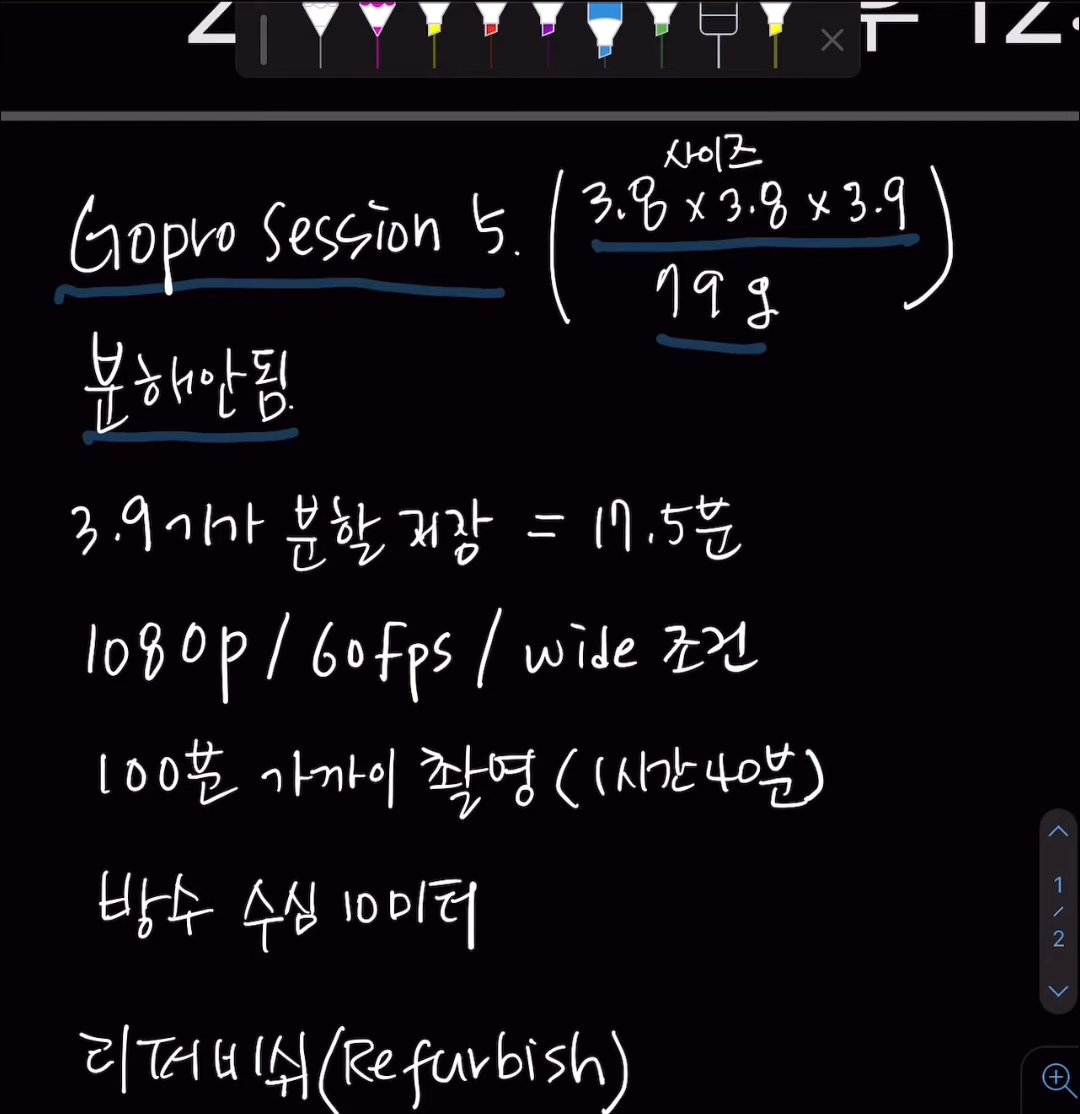 사이즈
Gopro Session 5. (3.8 x 3.8 x 3.9
79g)
분해안됨.
3.9기가 분할 저장 = 17.5분
1080p / 60fps / wide 조건
100분 가까이 촬영 (1시간40분)
방수 수심 10미터
리퍼비쉬(Refurbish)
1
/
2